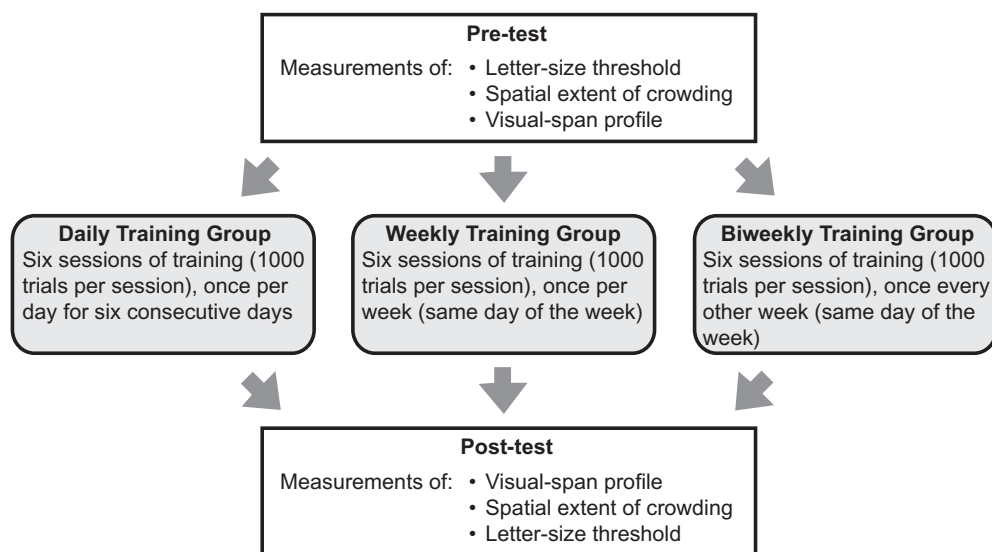 Pre-test
Measurements of: • Letter-size threshold
• Spatial extent of crowding
• Visual-span profile
Daily Training Group
Six sessions of training (1000
trials per session), once per
day for six consecutive days
Weekly Training Group
Six sessions of training (1000
trials per session), once per
week (same day of the week)
Biweekly Training Group
Six sessions of training (1000
trials per session), once every
other week (same day of the
week)
Post-test
Measurements of: • Visual-span profile
• Spatial extent of crowding
• Letter-size threshold